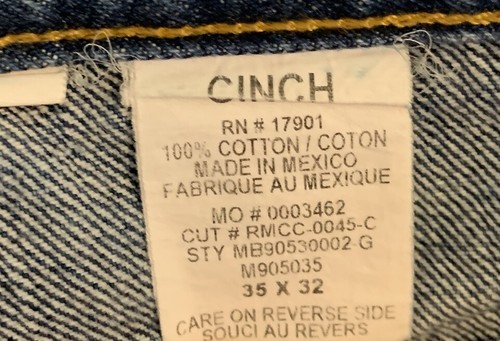 CINCH
RN # 17901
100% COTTON / COTON
MADE IN MEXICO
FABRIQUE AU MEXIQUE
MO # 0003462
CUT # RMCC-0045-C
STY MB90530002 G
M905035
35 X 32
CARE ON REVERSE SIDE
SOUCI AU REVERS